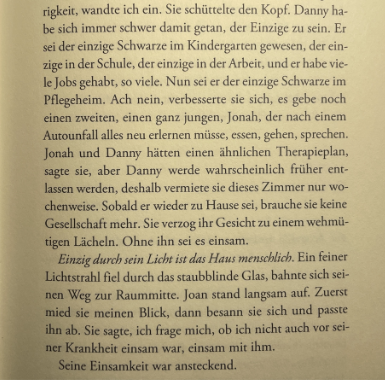 rigkeit, wandte ich ein. Sie schüttelte den Kopf. Danny ha-
be sich immer schwer damit getan, der Einzige zu sein. Er
sei der einzige Schwarze im Kindergarten gewesen, der ein-
zige in der Schule, der einzige in der Arbeit, und er habe vie-
le Jobs gehabt, so viele. Nun sei er der einzige Schwarze im
Pflegeheim. Ach nein, verbesserte sie sich, es gebe noch
einen zweiten, einen ganz jungen, Jonah, der nach einem
Autounfall alles neu erlernen müsse, essen, gehen, sprechen.
Jonah und Danny hätten einen ähnlichen Therapieplan,
sagte sie, aber Danny werde wahrscheinlich früher ent-
lassen werden, deshalb vermiete sie dieses Zimmer nur wo-
chenweise. Sobald er wieder zu Hause sei, brauche sie keine
Gesellschaft mehr. Sie verzog ihr Gesicht zu einem wehmü-
tigen Lächeln. Ohne ihn sei es einsam.
Einzig durch sein Licht ist das Haus menschlich. Ein feiner
Lichtstrahl fiel durch das staubblinde Glas, bahnte sich sei-
nen Weg zur Raummitte. Joan stand langsam auf. Zuerst
mied sie meinen Blick, dann besann sie sich und passte
ihn ab. Sie sagte, ich frage mich, ob ich nicht auch vor sei-
ner Krankheit einsam war, einsam mit ihm.
Seine Einsamkeit war ansteckend.